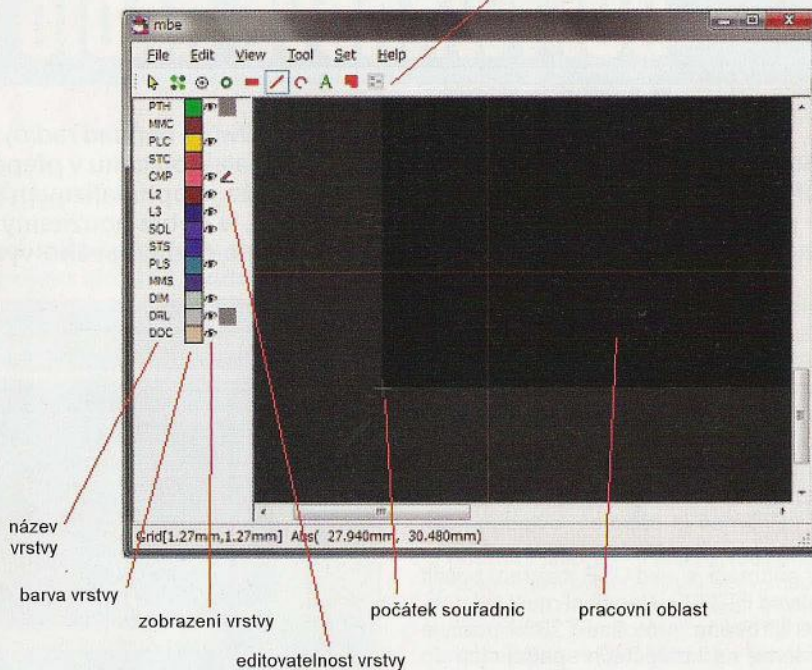 mbe
File Edit View Tool Set Help
PTH
MMC
PLC
STC
CMP
L2
L3
SOL
STS
PLS
MMS
DIM
DRL
DOC
Grid[1.27mm,1.27mm] Abs( 27.940mm, 30.480mm)
název
vrstvy
barva vrstvy
zobrazení vrstvy
editovatelnost vrstvy
počátek souřadnic
pracovní oblast